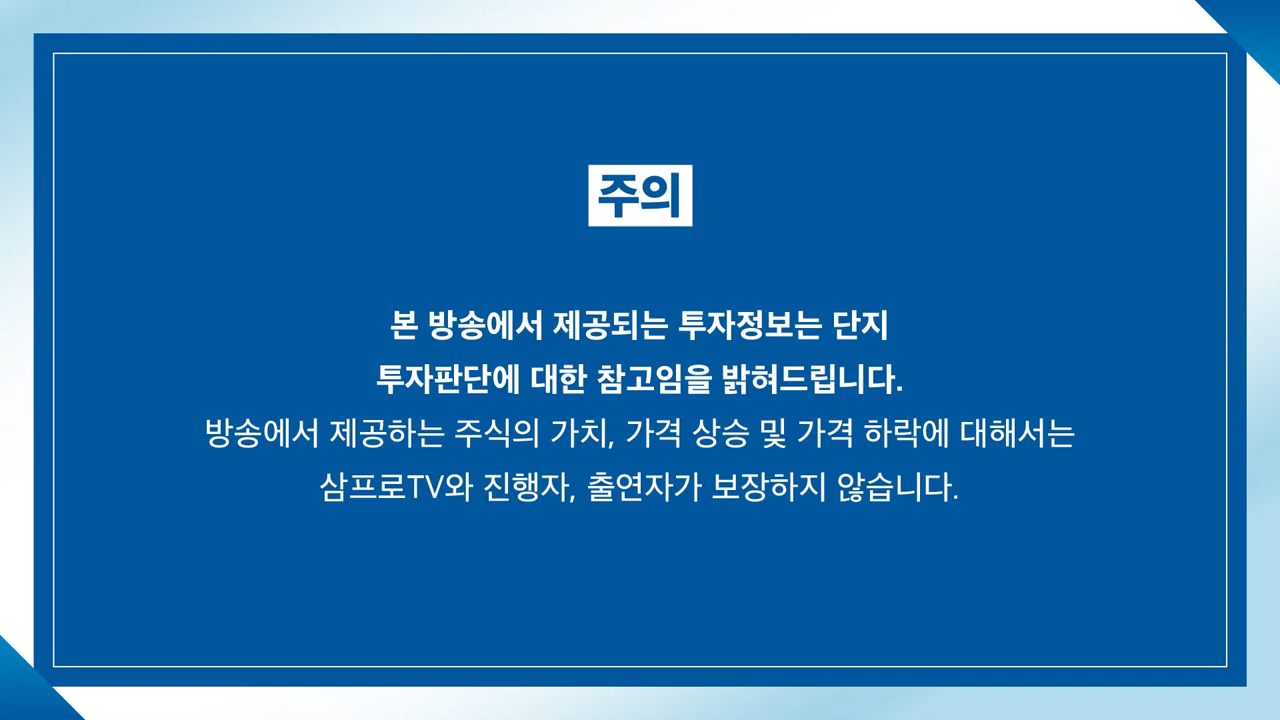 주의
본 방송에서 제공되는 투자정보는 단지
투자판단에 대한 참고임을 밝혀드립니다.
방송에서 제공하는 주식의 가치, 가격 상승 및 가격 하락에 대해서는
삼프로TV와 진행자, 출연자가 보장하지 않습니다.